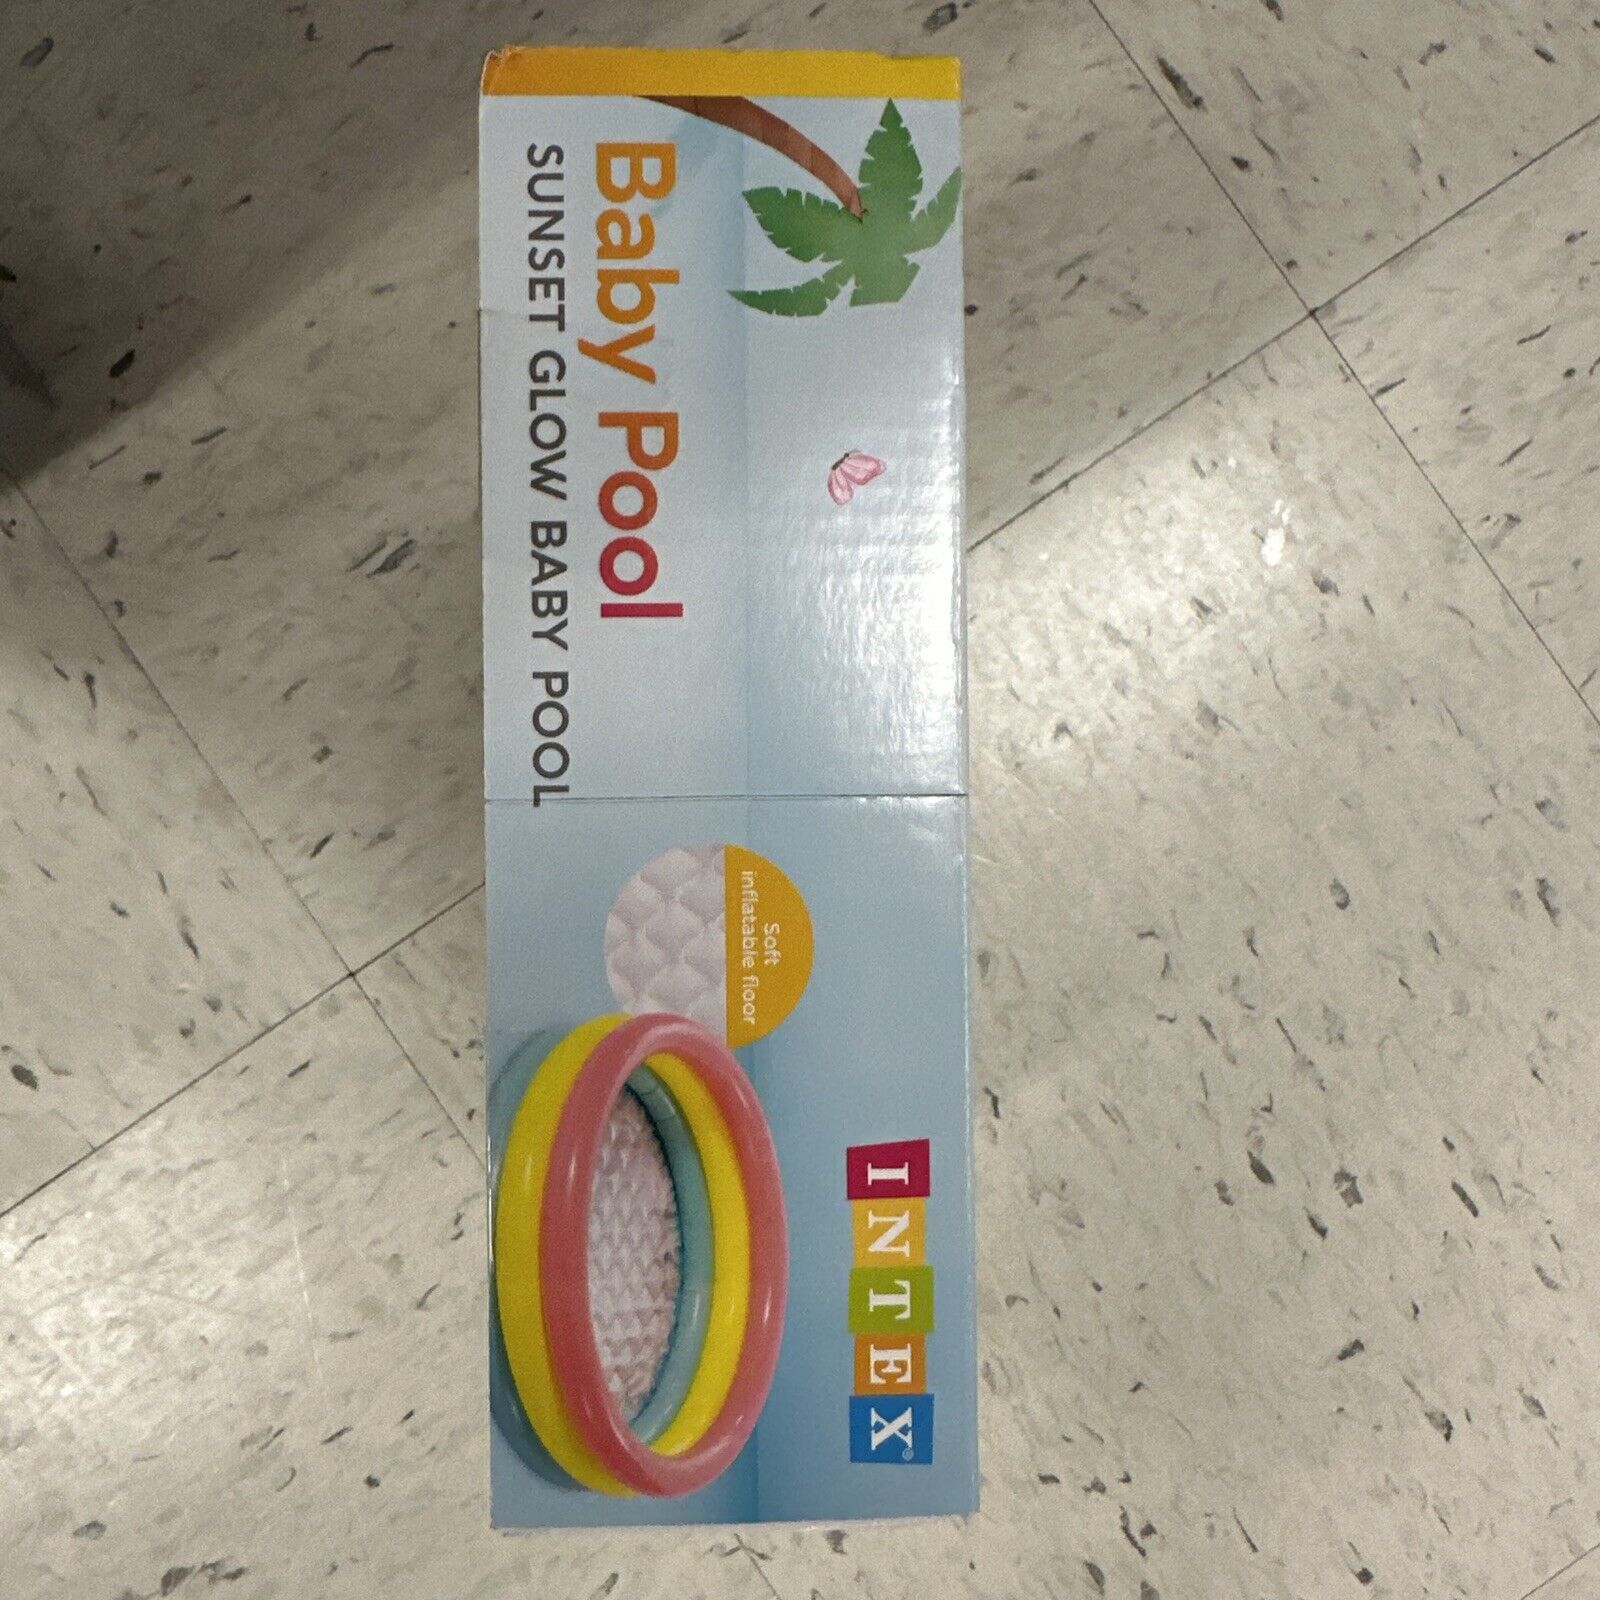 Baby Pool
SUNSET GLOW BABY POOL
Soft
inflatable floor
INTEX®